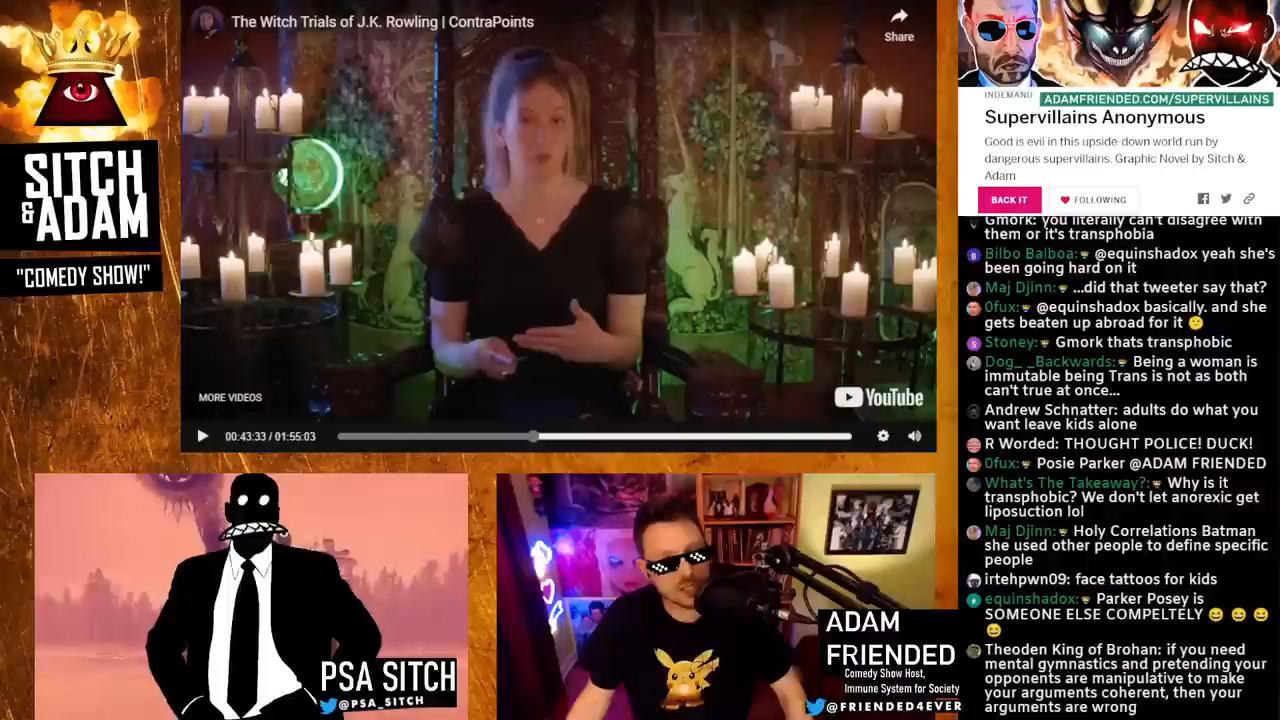 The Witch Trials of J.K. Rowling | ContraPoints
Share
MORE VIDEOS
YouTube
00:43:33 / 01:55:03
SITCH
& ADAM
"COMEDY SHOW!"
PSA SITCH
@PSA_SITCH
ADAM
FRIENDED
Comedy Show Host,
Immune System for Society
@FRIENDED4EVER
INDEMAND
ADAMFRIENDED.COM/SUPERVILLAINS
Supervillains Anonymous
Good is evil in this upside-down world run by
dangerous supervillains. Graphic Novel by Sitch &
Adam
BACK IT
FOLLOWING
Gmork: you literally can't disagree with
them or it's transphobia
Bilbo Balboa: @equinshadox yeah she's
been going hard on it
Maj Djinn: ...did that tweeter say that?
0fux: @equinshadox basically. and she
gets beaten up abroad for it
Stoney: Gmork thats transphobic
Dog_ _Backwards: Being a woman is
immutable being Trans is not as both
can't true at once...
Andrew Schnatter: adults do what you
want leave kids alone
R Worded: THOUGHT POLICE! DUCK!
0fux: Posie Parker @ADAM FRIENDED
What's The Takeaway?: Why is it
transphobic? We don't let anorexic get
liposuction lol
Maj Djinn: Holy Correlations Batman
she used other people to define specific
people
irtehpwn09: face tattoos for kids
equinshadox: Parker Posey is
SOMEONE ELSE COMPELTELY 😆 😆 😆
😆
Theoden King of Brohan: if you need
mental gymnastics and pretending your
opponents are manipulative to make
your arguments coherent, then your
arguments are wrong